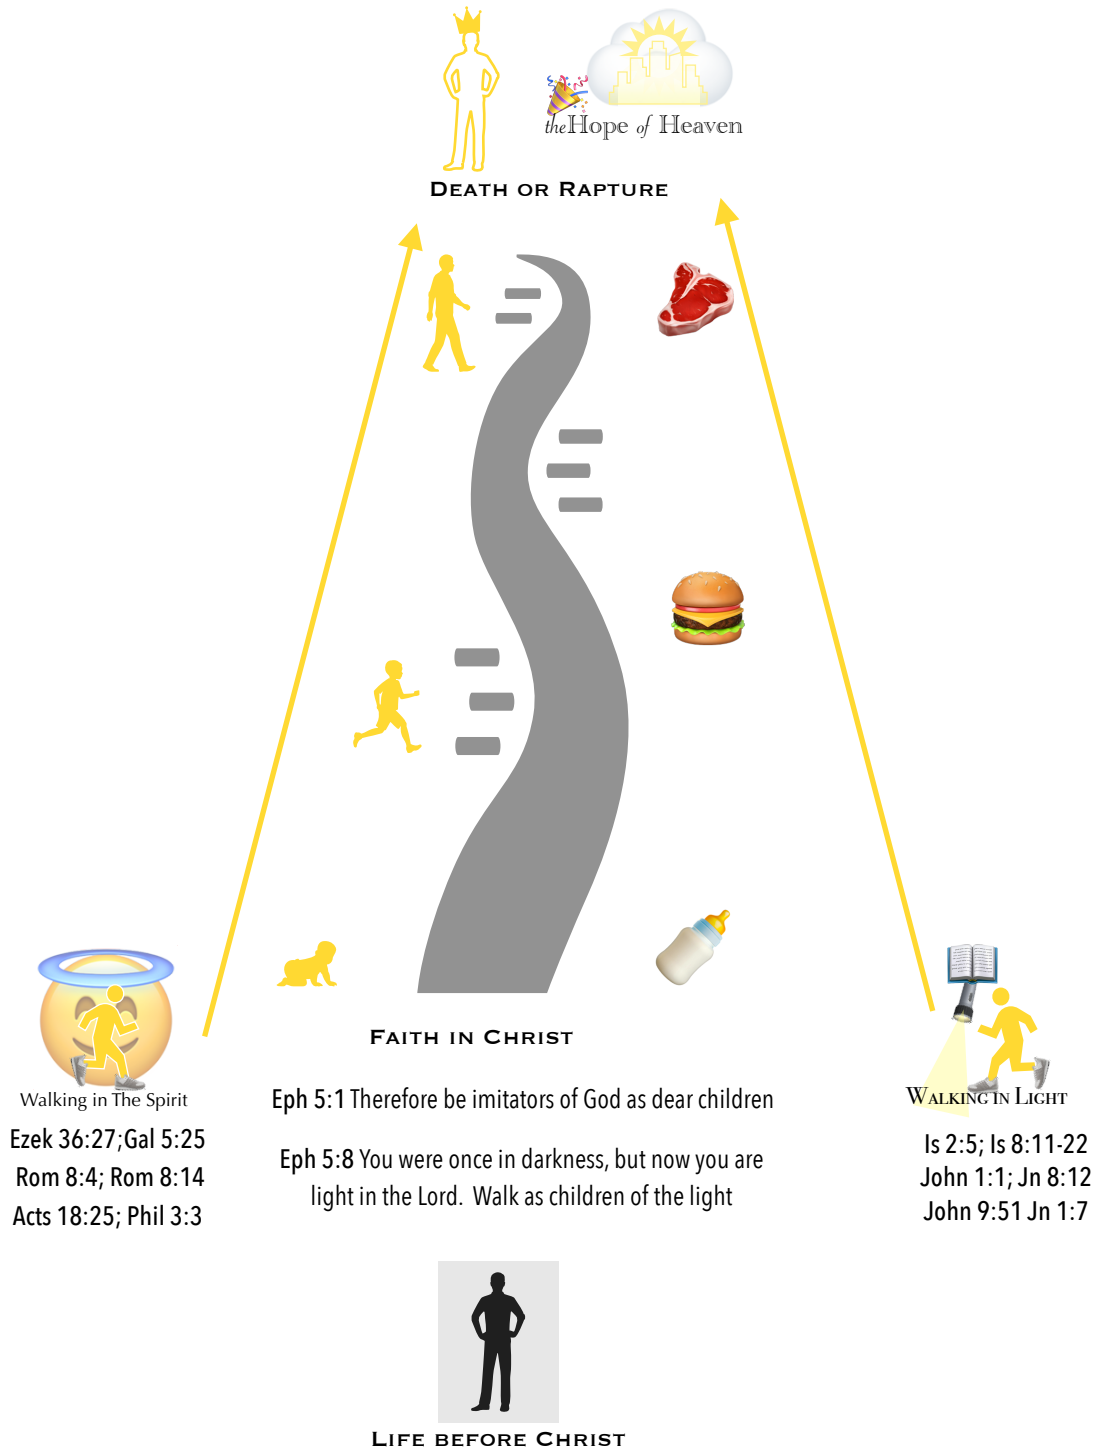 the Hope of Heaven
Death or Rapture
Faith in Christ
Eph 5:1 Therefore be imitators of God as dear children
Eph 5:8 You were once in darkness, but now you are
light in the Lord. Walk as children of the light
Walking in The Spirit
Ezek 36:27;Gal 5:25
Rom 8:4; Rom 8:14
Acts 18:25; Phil 3:3
Walking in Light
Is 2:5; Is 8:11-22
John 1:1; Jn 8:12
John 9:51 Jn 1:7
Life before Christ